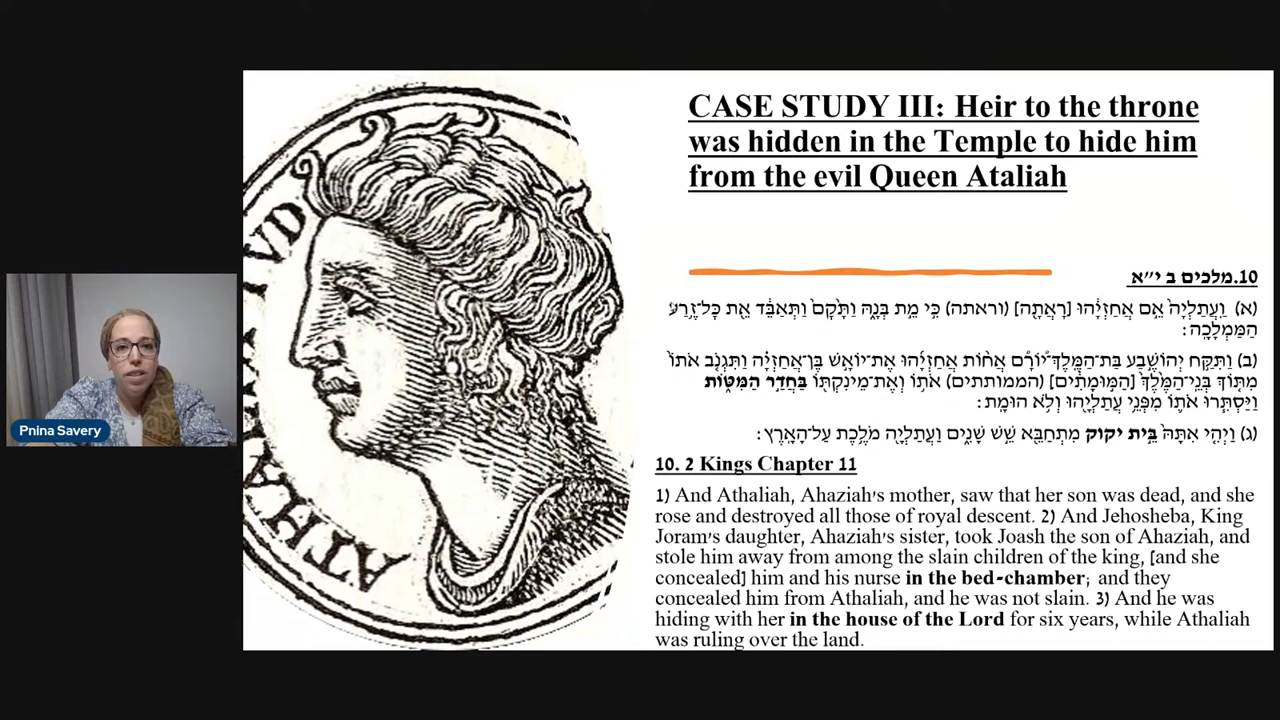 CASE STUDY III: Heir to the throne
was hidden in the Temple to hide him
from the evil Queen Ataliah
10.מלכים ב י״א
(א) וַֽעֲתַלְיָה֙ אֵ֣ם אֲחַזְיָ֔הוּ [רָאֲתָ֖ה] (וראתה) כִּ֣י מֵ֣ת בְּנָ֑הּ וַתָּ֙קׇם֙ וַתְּאַבֵּ֔ד אֵ֖ת כׇּל־זֶ֥רַע
הַמַּמְלָכָֽה׃
(ב) וַתִּקַּ֣ח יְהוֹשֶׁ֣בַע בַּת־הַמֶּֽלֶךְ־י֠וֹרָ֠ם אֲח֨וֹת אֲחַזְיָ֜הוּ אֶת־יוֹאָ֣שׁ בֶּן־אֲחַזְיָ֗ה וַתִּגְנֹ֤ב אֹתוֹ֙
מִתּ֤וֹךְ בְּנֵֽי־הַמֶּ֙לֶךְ֙ [הַמּ֣וּמָתִ֔ים] (הממותתים) אֹת֥וֹ וְאֶת־מֵינִקְתּ֖וֹ בַּחֲדַ֣ר הַמִּטּ֑וֹת
וַיַּסְתִּ֧רוּ אֹת֛וֹ מִפְּנֵ֥י עֲתַלְיָ֖הוּ וְלֹ֥א הוּמָֽת׃
(ג) וַיְהִ֤י אִתָּהּ֙ בֵּ֣ית יקוק מִתְחַבֵּ֖א שֵׁ֣שׁ שָׁנִ֑ים וַעֲתַלְיָ֖ה מֹלֶ֥כֶת עַל־הָאָֽרֶץ׃
10. 2 Kings Chapter 11
1) And Athaliah, Ahaziah's mother, saw that her son was dead, and she
rose and destroyed all those of royal descent. 2) And Jehosheba, King
Joram's daughter, Ahaziah's sister, took Joash the son of Ahaziah, and
stole him away from among the slain children of the king, [and she
concealed] him and his nurse in the bed-chamber; and they
concealed him from Athaliah, and he was not slain. 3) And he was
hiding with her in the house of the Lord for six years, while Athaliah
was ruling over the land.
Pnina Savery